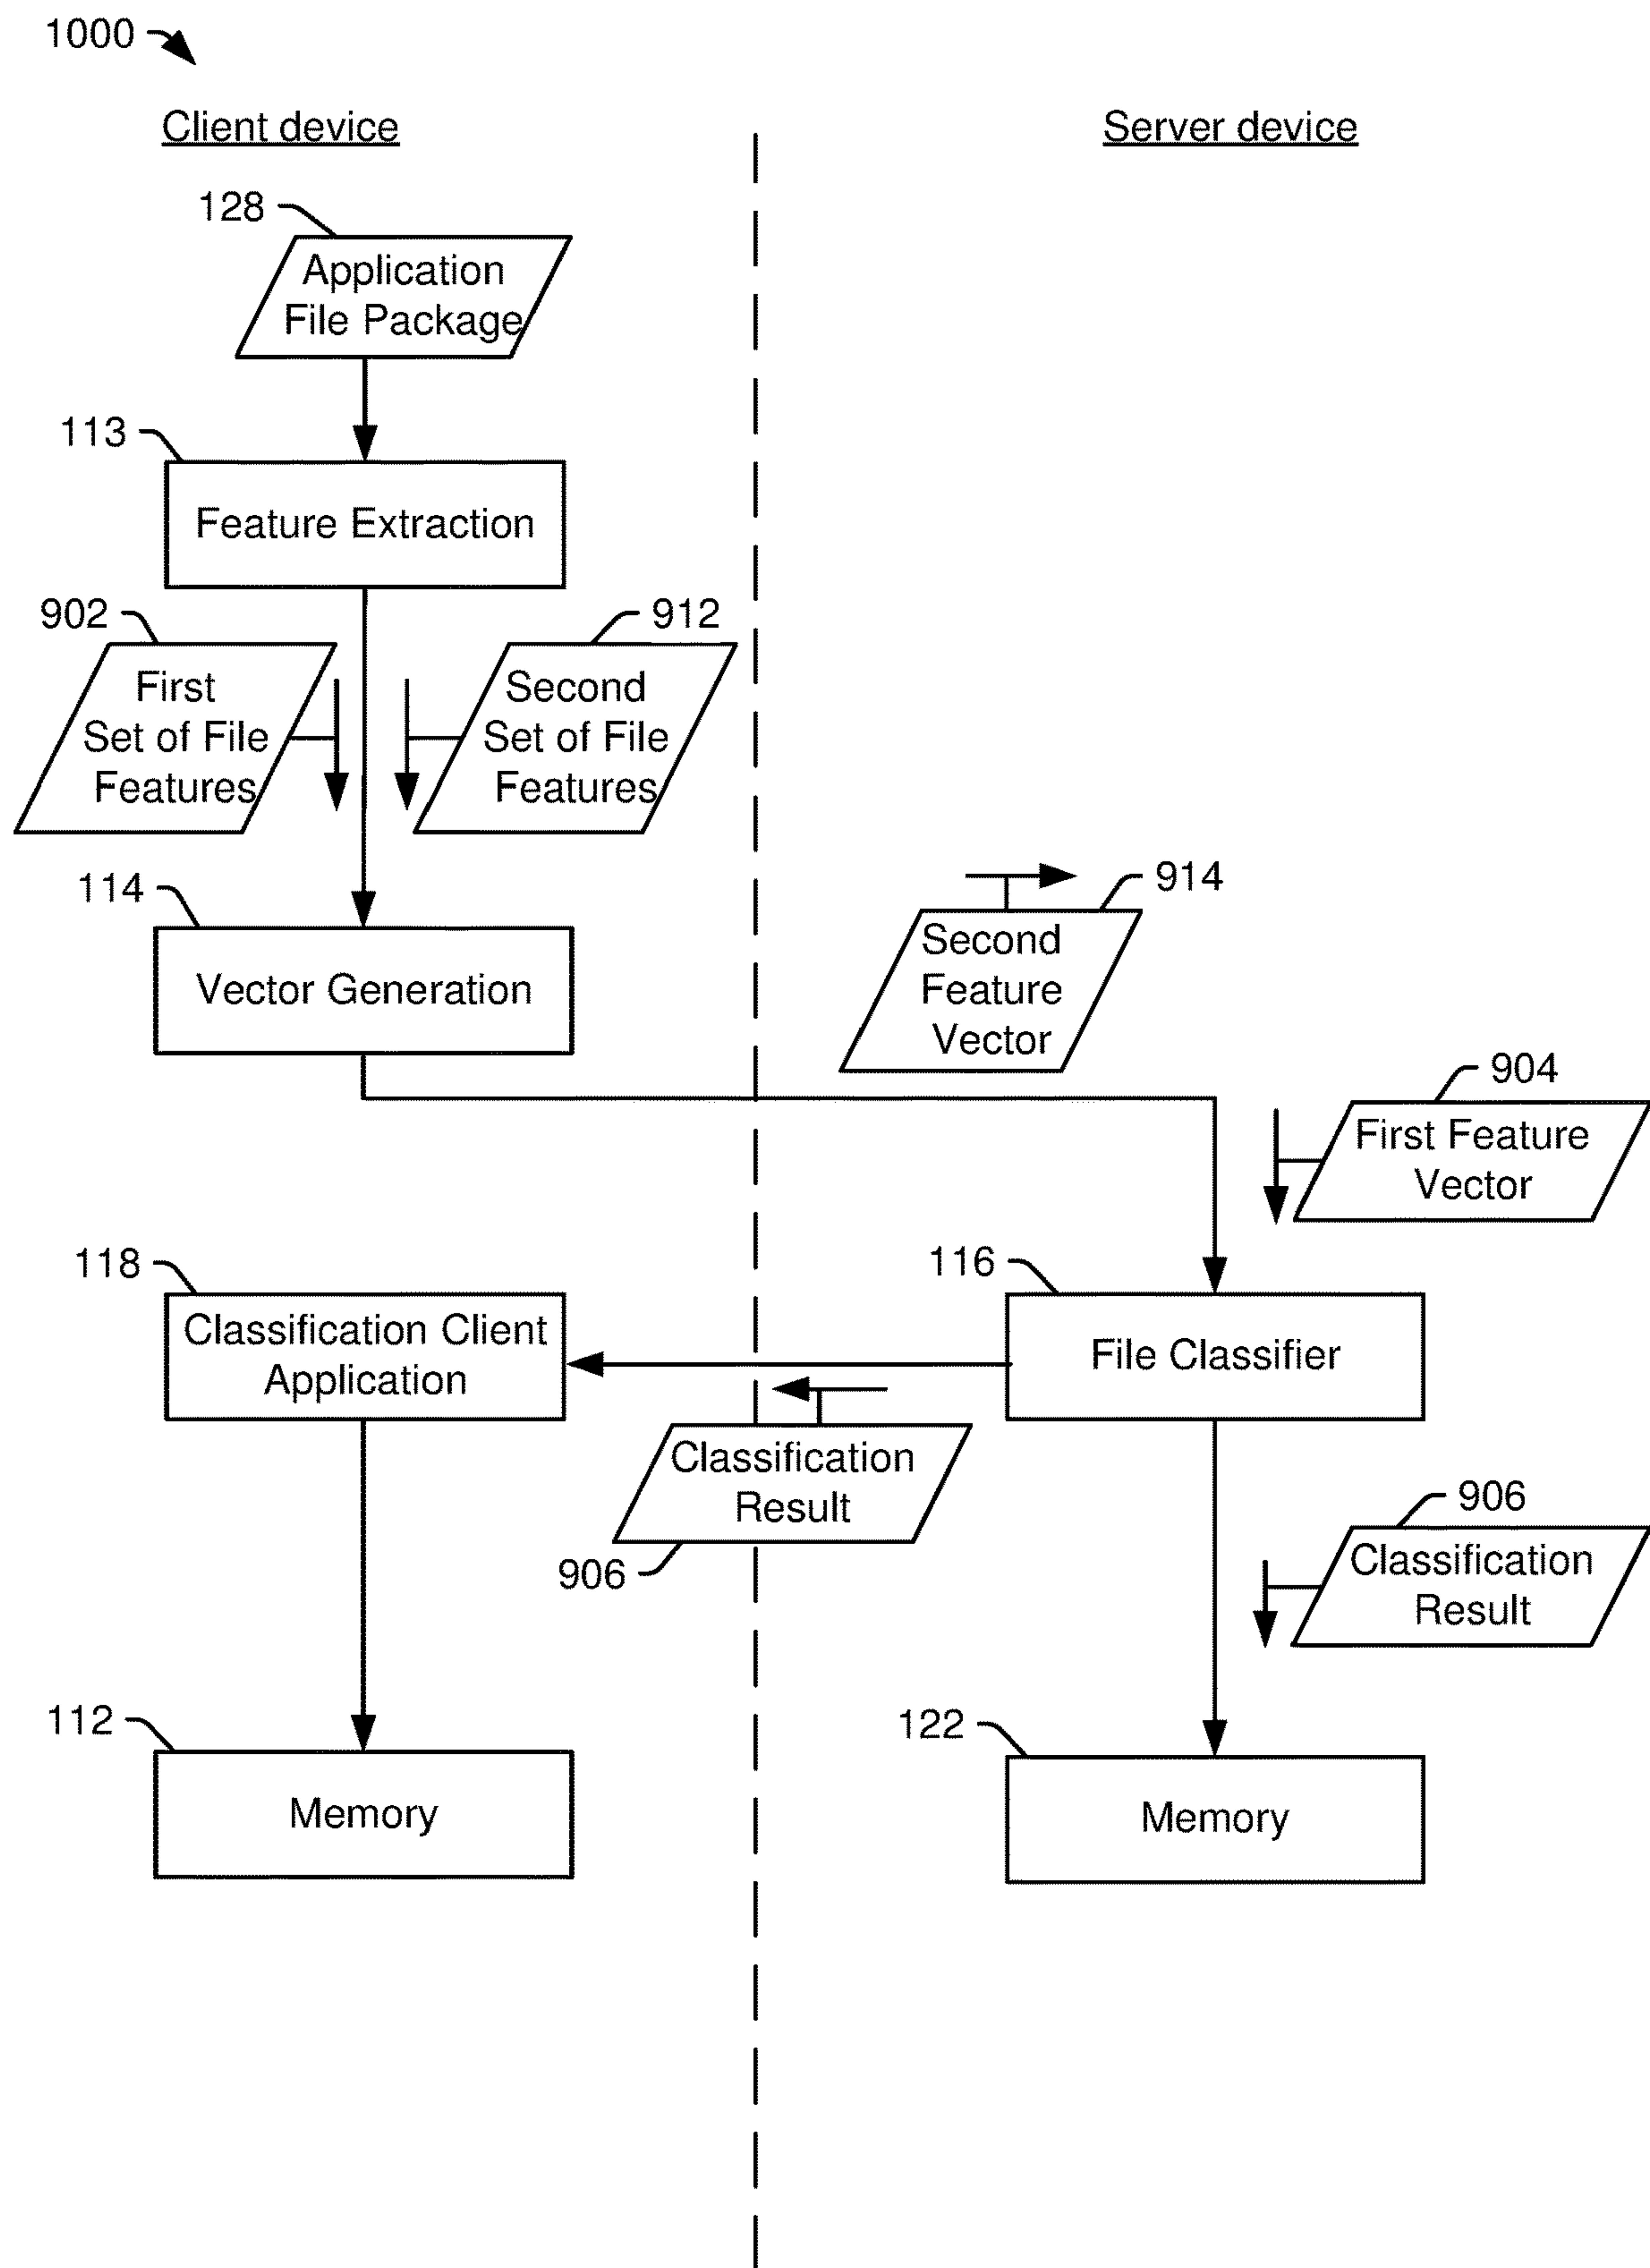 1000
Client device
Server device
128
Application
File Package
113
Feature Extraction
902
912
First
Set of File
Features
Second
Set of File
Features
114
Vector Generation
914
Second
Feature
Vector
904
First Feature
Vector
118
Classification Client
Application
116
File Classifier
Classification
Result
906
906
Classification
Result
112
Memory
122
Memory